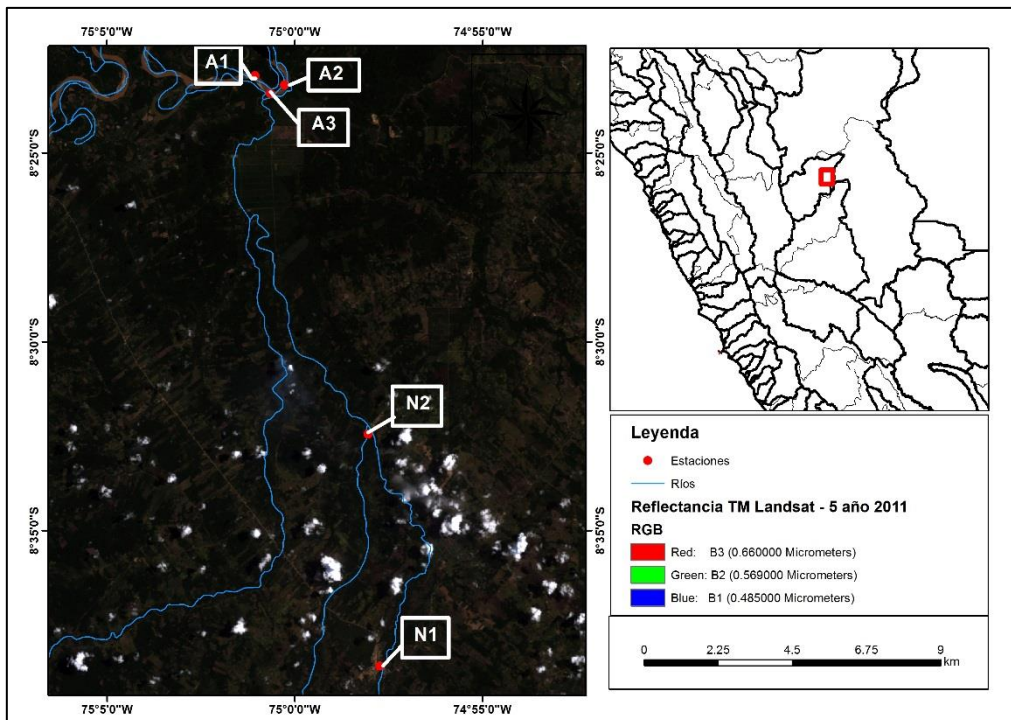 75°5'0"W 75°0'0"W 74°55'0"W
A1
A2
A3
8°25'0"S 8°25'0"S
N2
8°30'0"S 8°30'0"S
8°35'0"S 8°35'0"S
N1
75°5'0"W 75°0'0"W 74°55'0"W
Leyenda
Estaciones
Ríos
Reflectancia TM Landsat - 5 año 2011
RGB
Red: B3 (0.660000 Micrometers)
Green: B2 (0.569000 Micrometers)
Blue: B1 (0.485000 Micrometers)
0 2.25 4.5 6.75 9
km